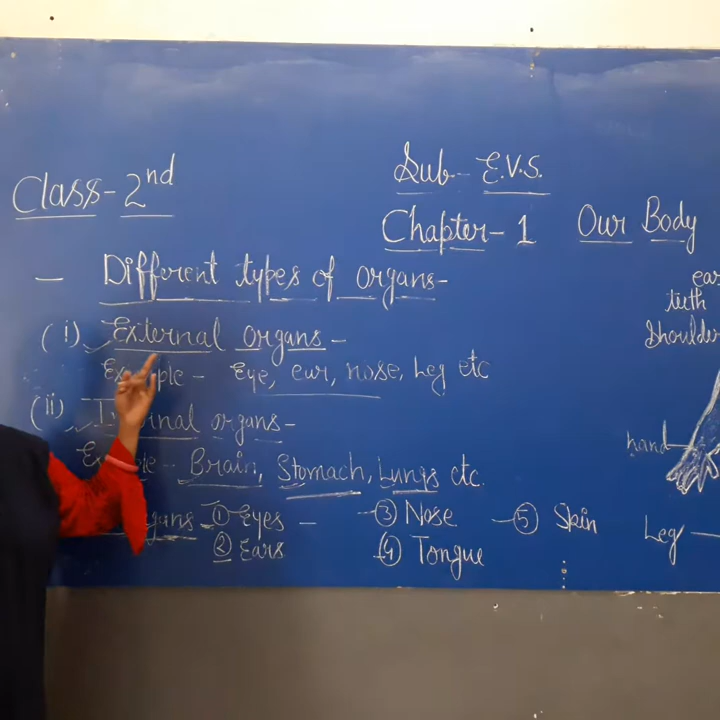 Class-2nd
Sub- E.V.S.
Chapter- 1 Our Body
— Different types of organs-
(i) External organs -
Example - Eye, ear, nose, Leg etc
(ii) Internal organs-
Brain, Stomach, Lungs etc.
organs ① Eyes — ③ Nose ⑤ Skin
② Ears ④ Tongue
ear
teeth
Shoulder
hand
Leg